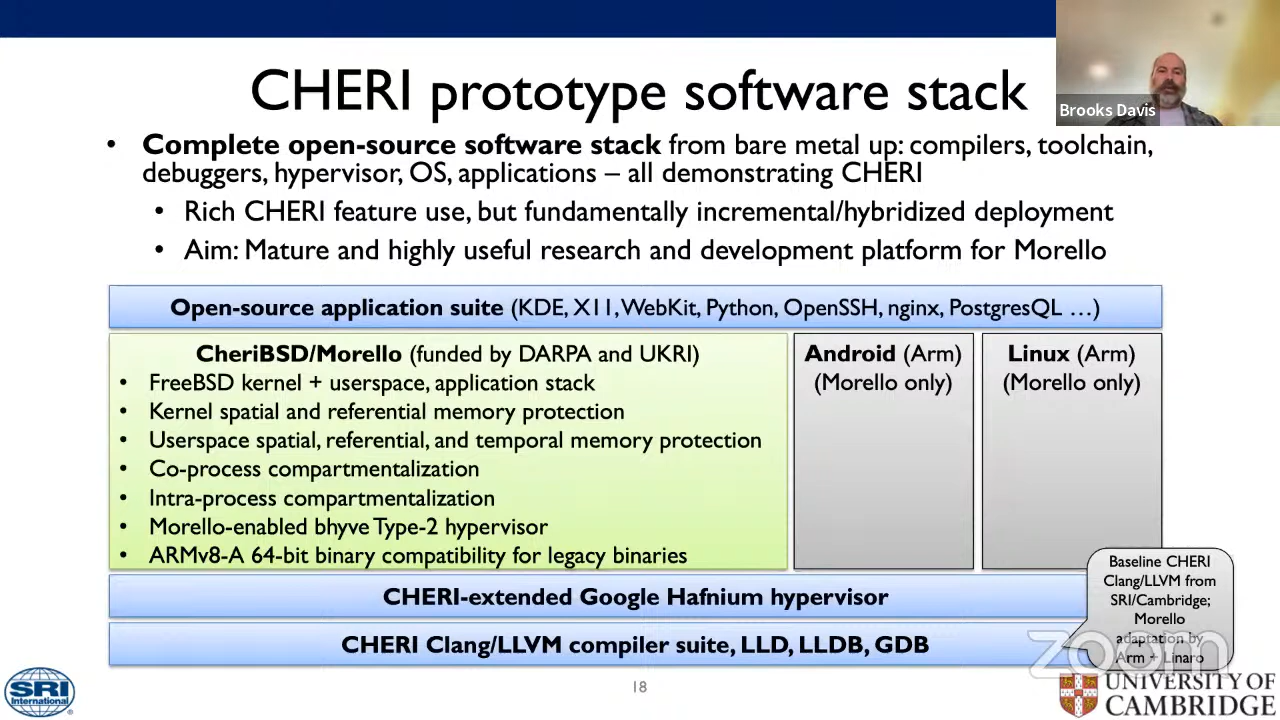 Brooks Davis
CHERI prototype software stack
• Complete open-source software stack from bare metal up: compilers, toolchain,
debuggers, hypervisor, OS, applications – all demonstrating CHERI
• Rich CHERI feature use, but fundamentally incremental/hybridized deployment
• Aim: Mature and highly useful research and development platform for Morello
Open-source application suite (KDE, X11, WebKit, Python, OpenSSH, nginx, PostgresQL …)
CheriBSD/Morello (funded by DARPA and UKRI)
• FreeBSD kernel + userspace, application stack
• Kernel spatial and referential memory protection
• Userspace spatial, referential, and temporal memory protection
• Co-process compartmentalization
• Intra-process compartmentalization
• Morello-enabled bhyve Type-2 hypervisor
• ARMv8-A 64-bit binary compatibility for legacy binaries
Android (Arm)
(Morello only)
Linux (Arm)
(Morello only)
CHERI-extended Google Hafnium hypervisor
CHERI Clang/LLVM compiler suite, LLD, LLDB, GDB
Baseline CHERI
Clang/LLVM from
SRI/Cambridge;
Morello
adaptation by
Arm + Linaro
zoom
SRI
International
18
UNIVERSITY OF
CAMBRIDGE